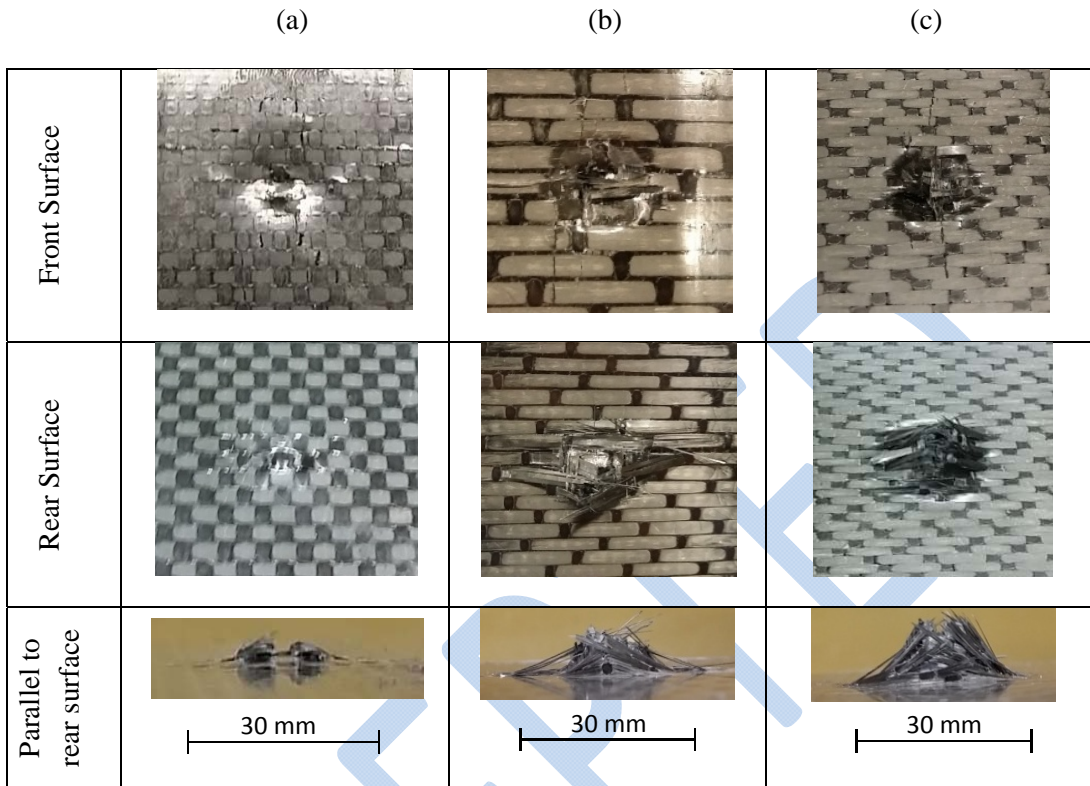 (a) (b) (c)
Front Surface
Rear Surface
Parallel to
rear surface
30 mm 30 mm 30 mm